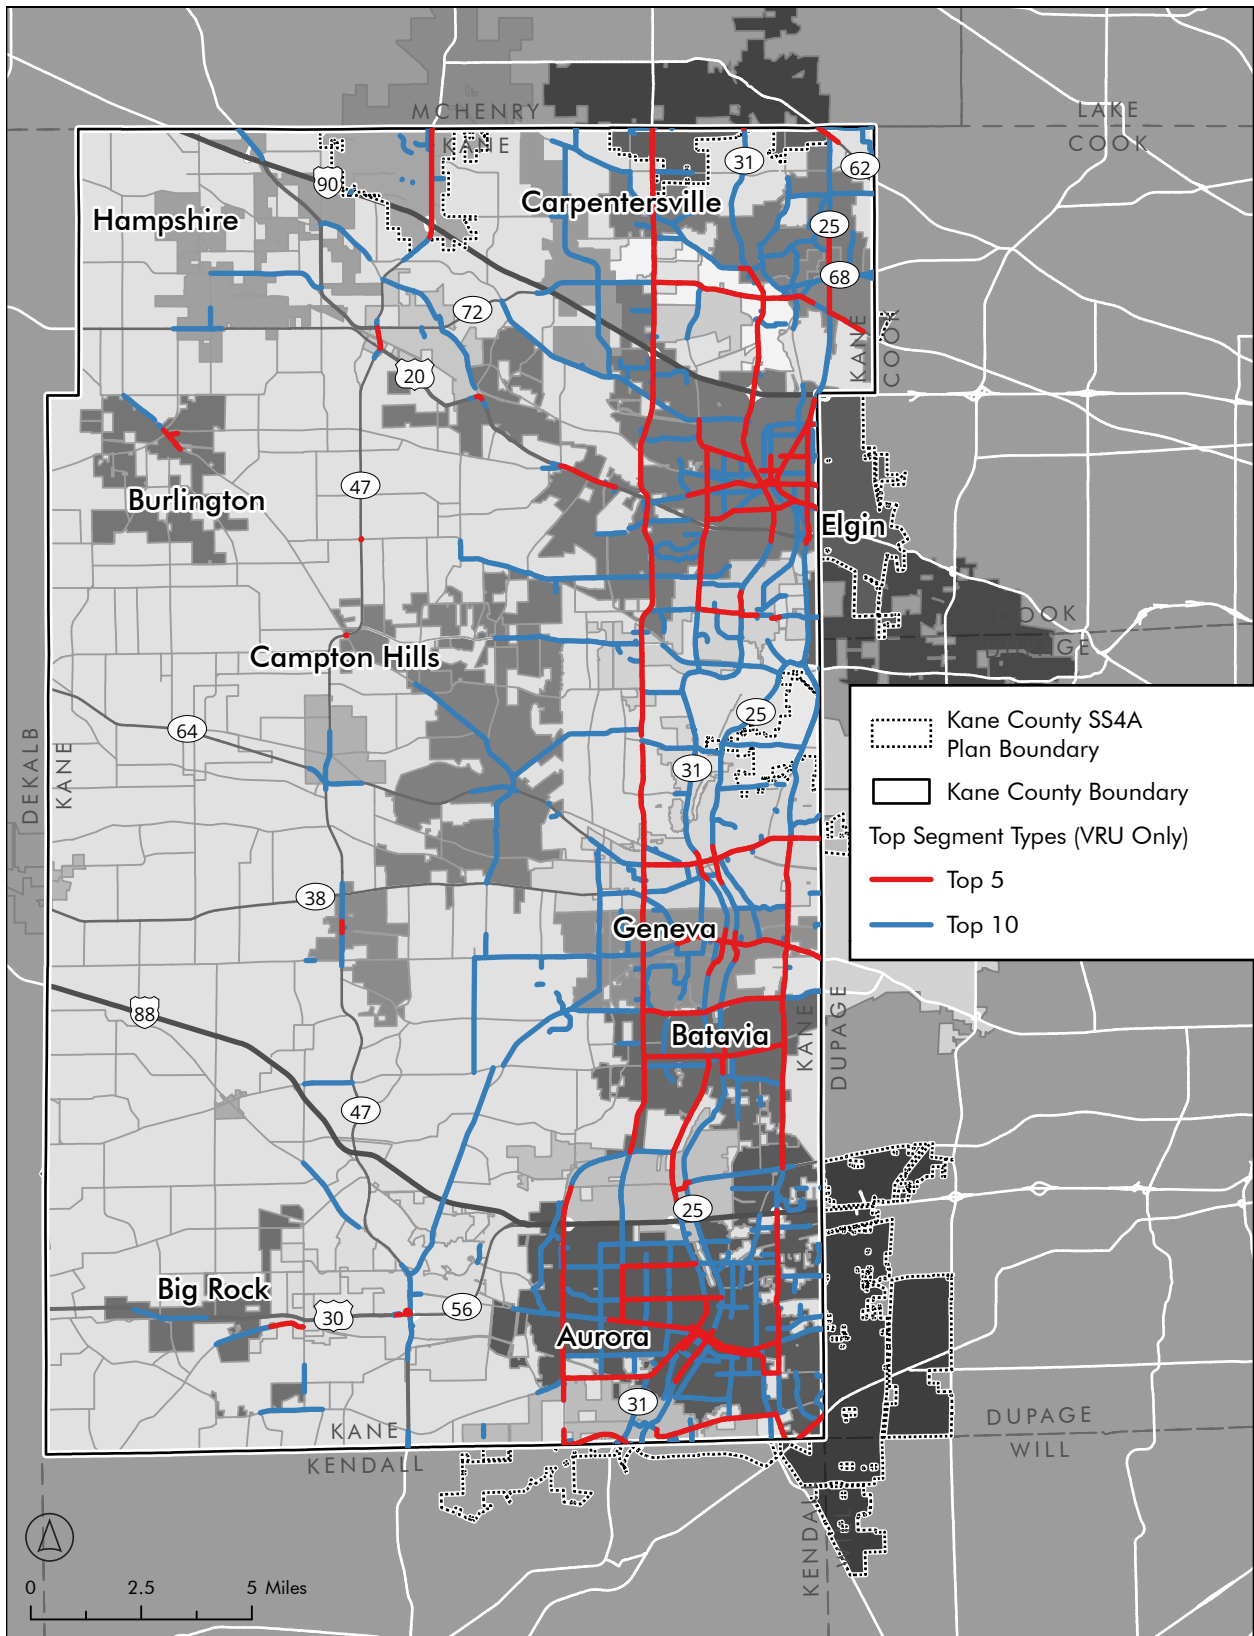 MCHENRY
KANE
LAKE
COOK
90
31
62
Hampshire
Carpentersville
25
68
72
KANE
COOK
20
47
Burlington
Elgin
COOK
DUPAGE
Campton Hills
64
25
31
DEKALB
KANE
Kane County SS4A
Plan Boundary
Kane County Boundary
Top Segment Types (VRU Only)
Top 5
Top 10
38
Geneva
88
Batavia
KANE
DUPAGE
47
25
Big Rock
30
56
Aurora
31
KANE
KENDALL
DUPAGE
WILL
KENDALL
WILL
0 2.5 5 Miles